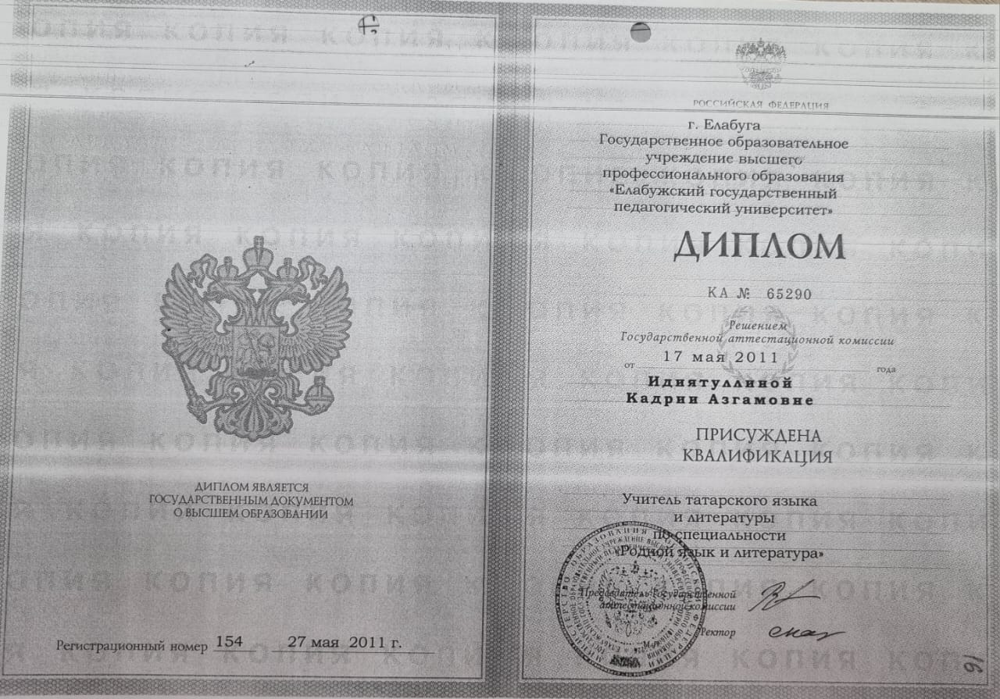 ДИПЛОМ ЯВЛЯЕТСЯ
ГОСУДАРСТВЕННЫМ ДОКУМЕНТОМ
О ВЫСШЕМ ОБРАЗОВАНИИ
Регистрационный номер 154 27 мая 2011 г.
РОССИЙСКАЯ ФЕДЕРАЦИЯ
г. Елабуга
Государственное образовательное
учреждение высшего
профессионального образования
«Елабужский государственный
педагогический университет»
ДИПЛОМ
КА № 65290
Решением
Государственной аттестационной комиссии
от 17 мая 2011 года
Идиятуллиной
Кадрии Азгамовне
ПРИСУЖДЕНА
КВАЛИФИКАЦИЯ
Учитель татарского языка
и литературы
по специальности
«Родной язык и литература»
Председатель Государственной
аттестационной комиссии
Ректор
М.П.
16
КОПИЯ КОПИЯ КОПИЯ